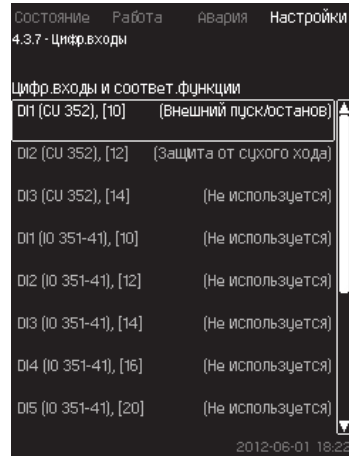 Состояние Работа Авария Настройки
4.3.7 - Цифр.входы
Цифр.входы и соответ.функции
DI1 (CU 352), [10] (Внешний пуск/останов)
DI2 (CU 352), [12] (Защита от сухого хода)
DI3 (CU 352), [14] (Не используется)
DI1 (IO 351-41), [10] (Не используется)
DI2 (IO 351-41), [12] (Не используется)
DI3 (IO 351-41), [14] (Не используется)
DI4 (IO 351-41), [16] (Не используется)
DI5 (IO 351-41), [20] (Не используется)
2012-06-01 18:22